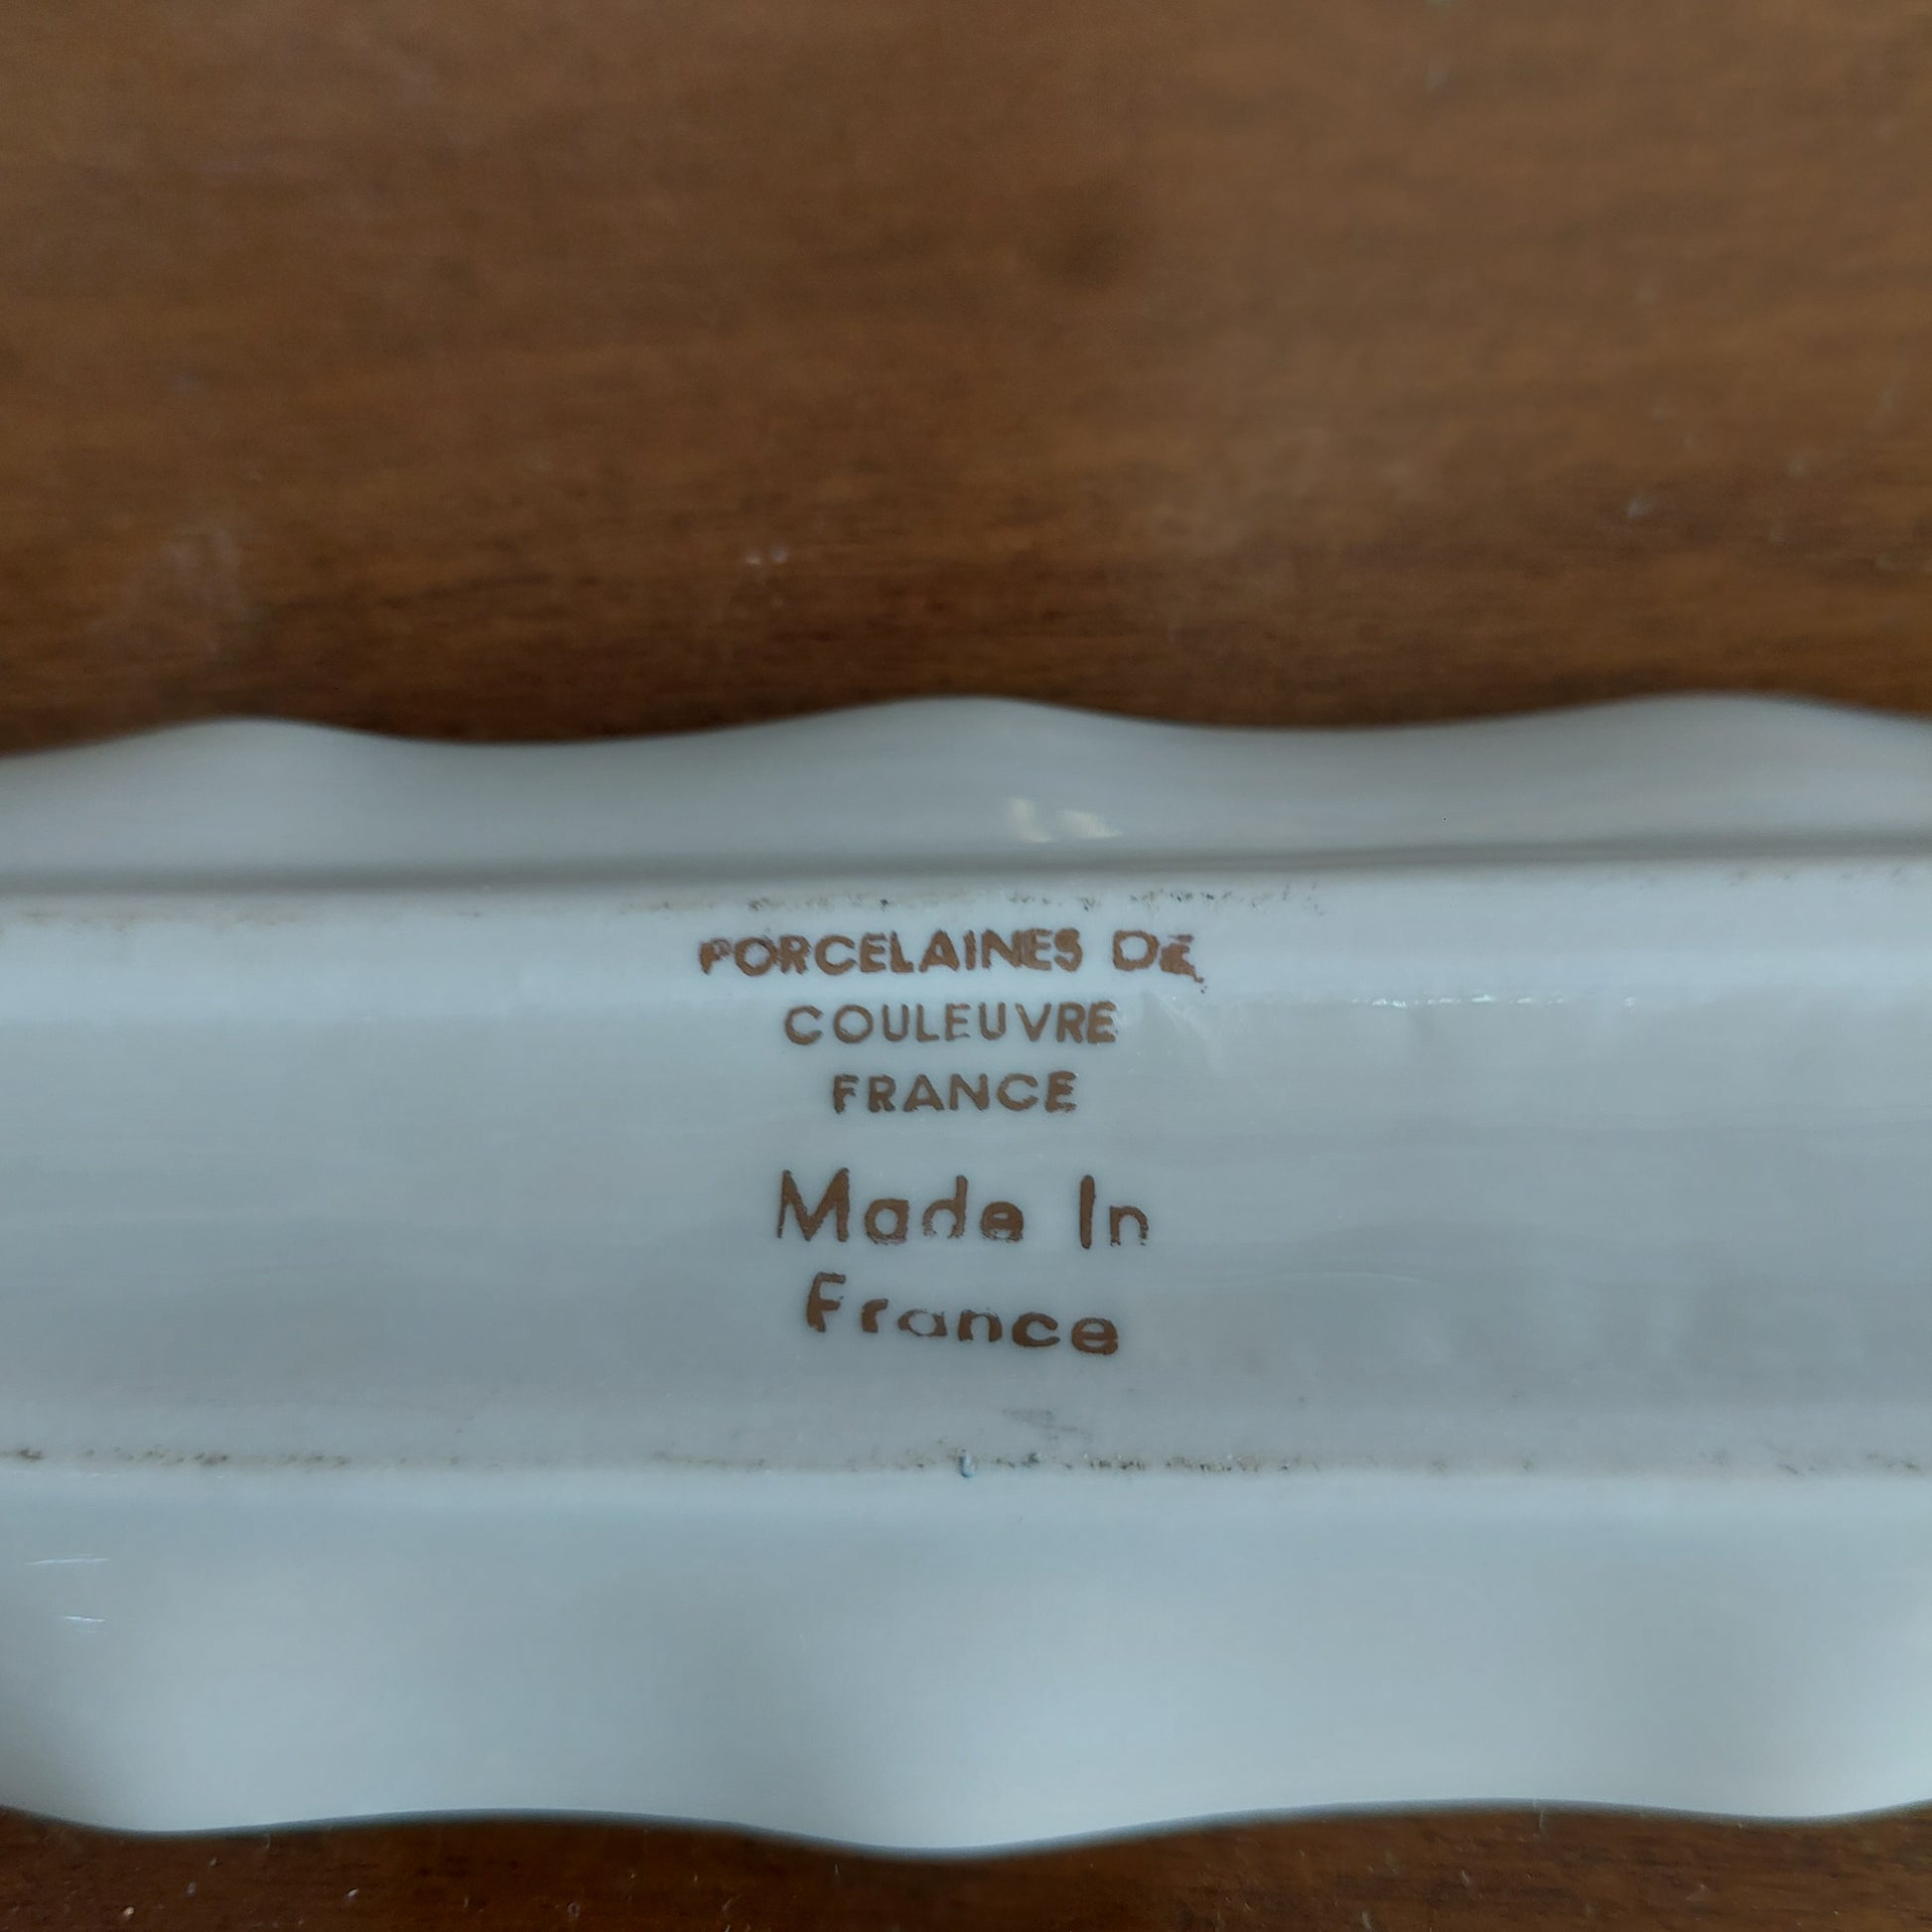 PORCELAINES DE
COULEUVRE
FRANCE
Made In
France